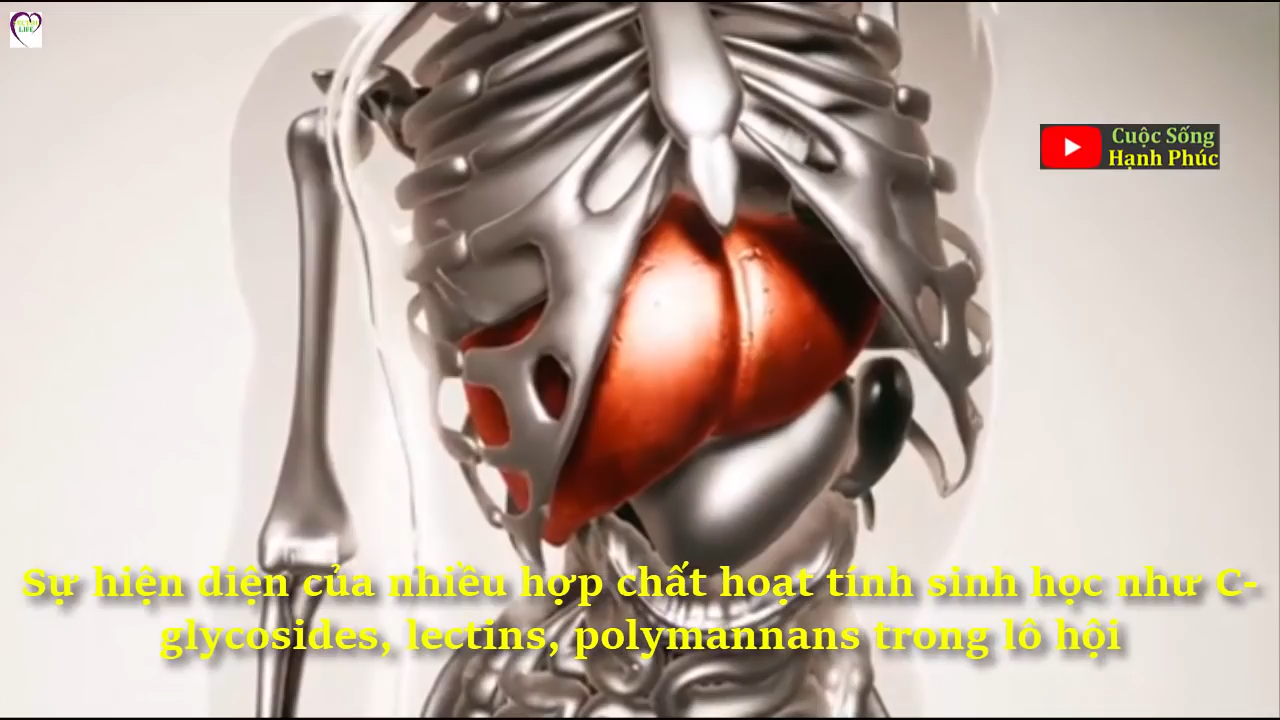 LIFE
Cuộc Sống
Hạnh Phúc
Sự hiện diện của nhiều hợp chất hoạt tính sinh học như C-
glycosides, lectins, polymannans trong lô hội